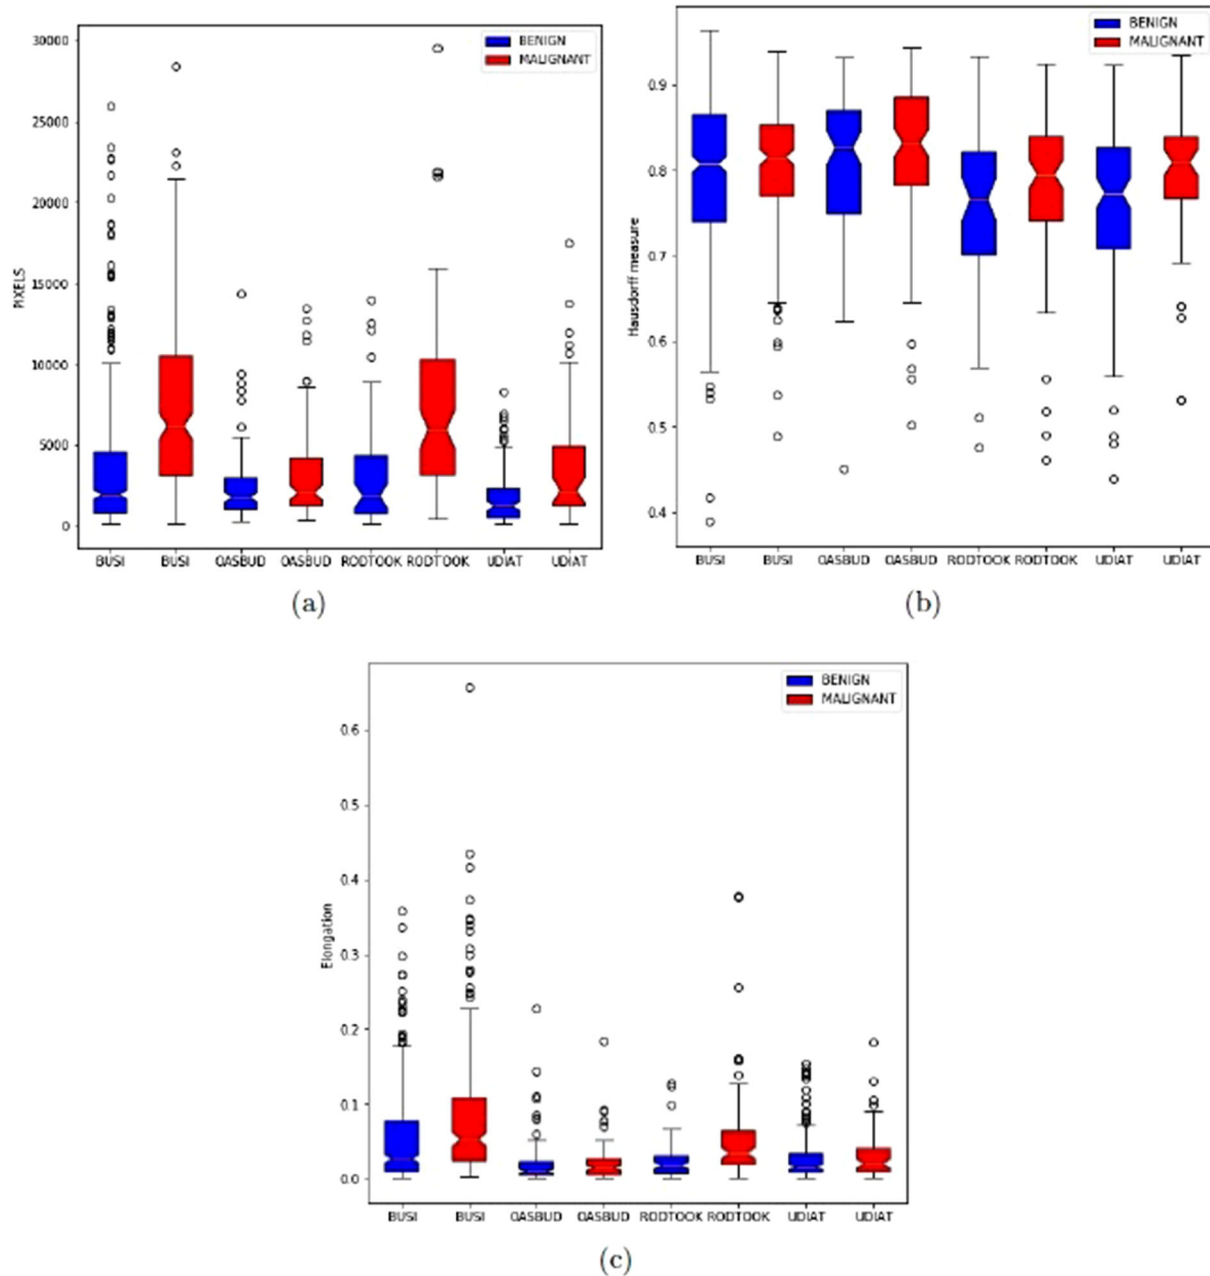 30000
25000
20000
15000
10000
5000
0
PIXELS
BENIGN
MALIGNANT
BUSI BUSI OASBUD OASBUD RODTOOK RODTOOK UDIAT UDIAT
(a)
0.9
0.8
0.7
0.6
0.5
0.4
Hausdorff measure
BENIGN
MALIGNANT
BUSI BUSI OASBUD OASBUD RODTOOK RODTOOK UDIAT UDIAT
(b)
0.6
0.5
0.4
0.3
0.2
0.1
0.0
Elongation
BENIGN
MALIGNANT
BUSI BUSI OASBUD OASBUD RODTOOK RODTOOK UDIAT UDIAT
(c)